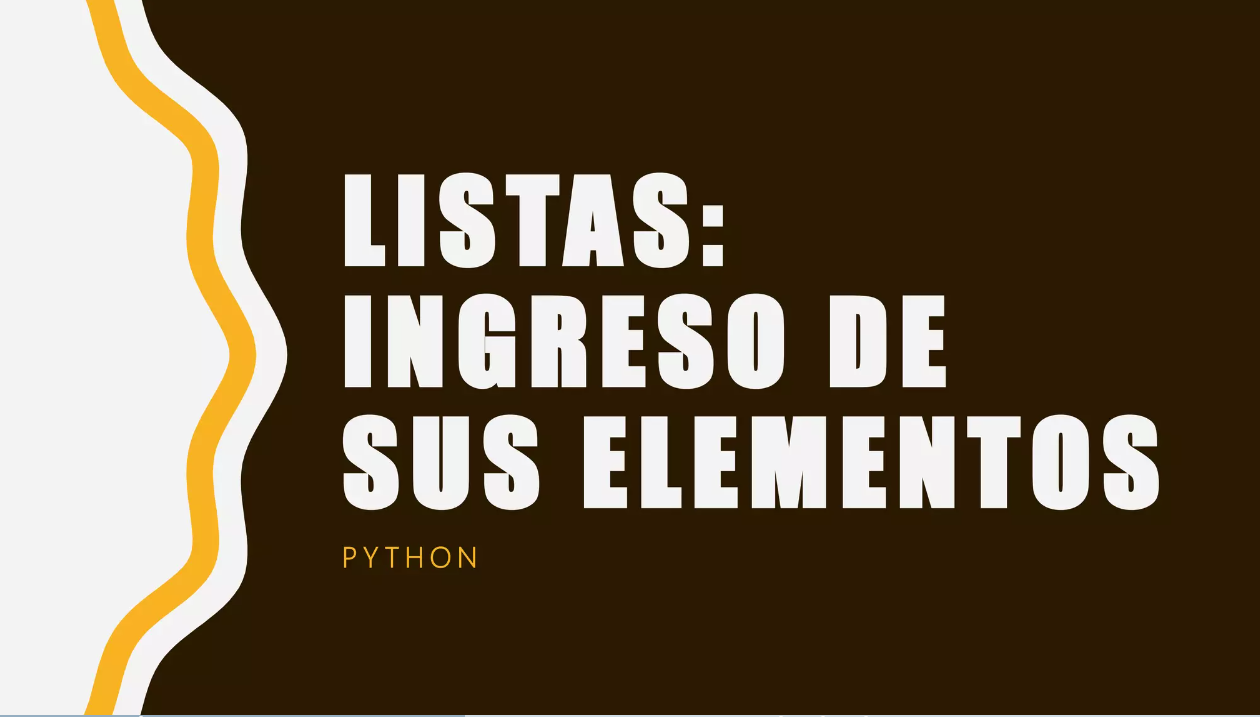 LISTAS:
INGRESO DE
SUS ELEMENTOS
PYTHON